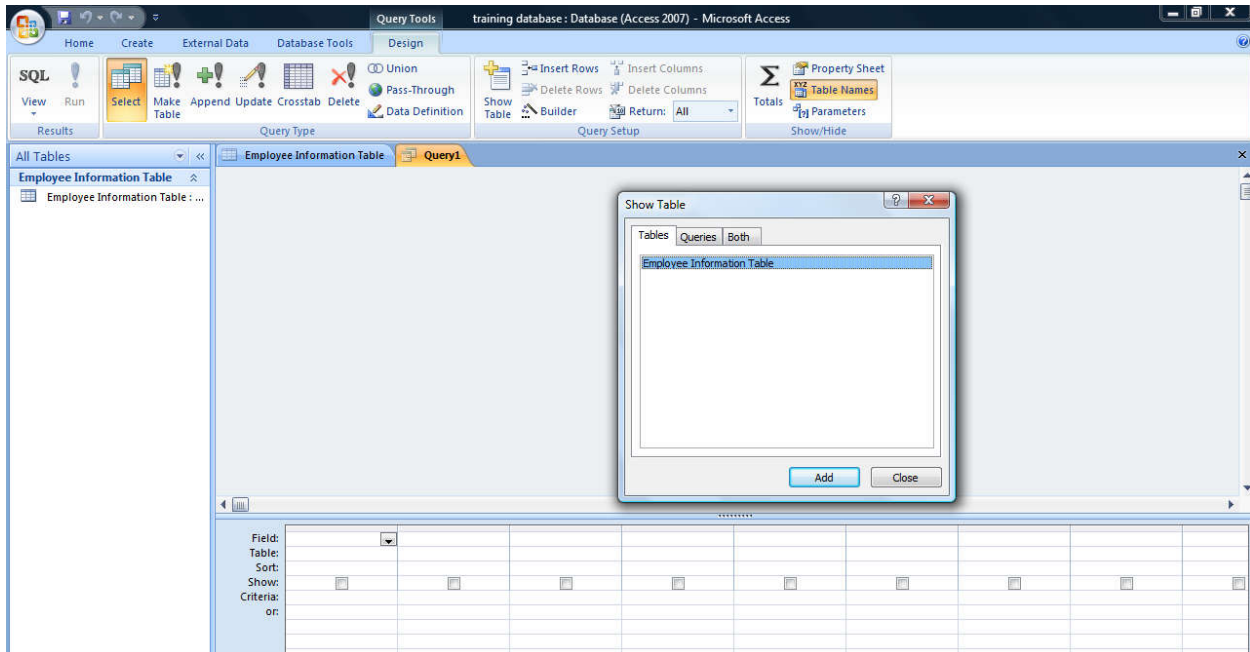 Query Tools training database : Database (Access 2007) - Microsoft Access
Home Create External Data Database Tools Design
SQL
View
Run
Results
Select
Make Table
Append
Update
Crosstab
Delete
Union
Pass-Through
Data Definition
Query Type
Show Table
Insert Rows
Delete Rows
Builder
Insert Columns
Delete Columns
Return: All
Query Setup
Totals
Property Sheet
Table Names
Parameters
Show/Hide
All Tables
Employee Information Table
Employee Information Table : ...
Employee Information Table Query1
Show Table
Tables Queries Both
Employee Information Table
Add Close
Field:
Table:
Sort:
Show:
Criteria:
or: